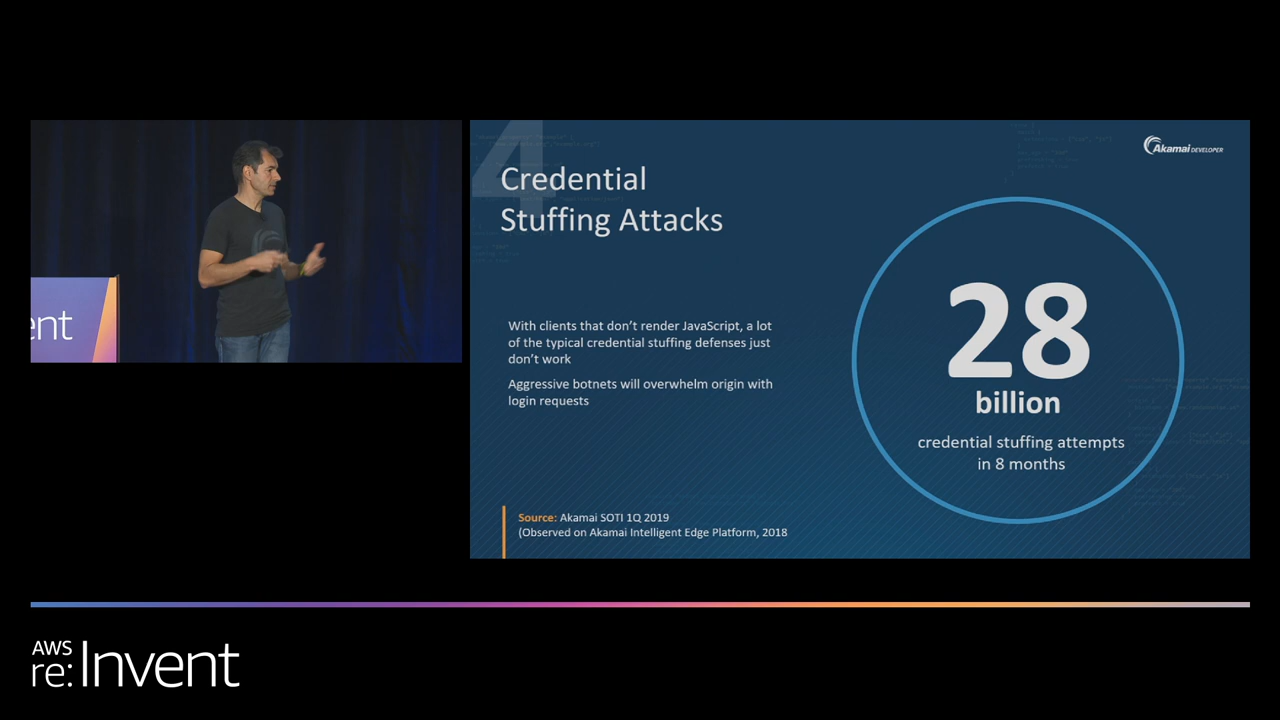 4
Credential
Stuffing Attacks
Akamai DEVELOPER
With clients that don't render JavaScript, a lot
of the typical credential stuffing defenses just
don't work
Aggressive botnets will overwhelm origin with
login requests
28
billion
credential stuffing attempts
in 8 months
Source: Akamai SOTI 1Q 2019
(Observed on Akamai Intelligent Edge Platform, 2018
ent
AWS
re:Invent